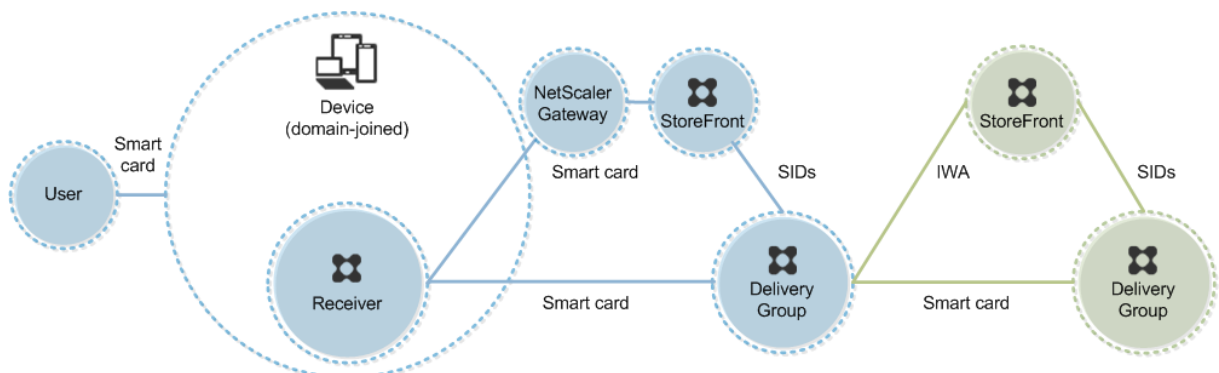 Device
(domain-joined)
NetScaler
Gateway
StoreFront
StoreFront
Smart
card
User
Smart card
SIDs
IWA
SIDs
Receiver
Smart card
Delivery
Group
Smart card
Delivery
Group